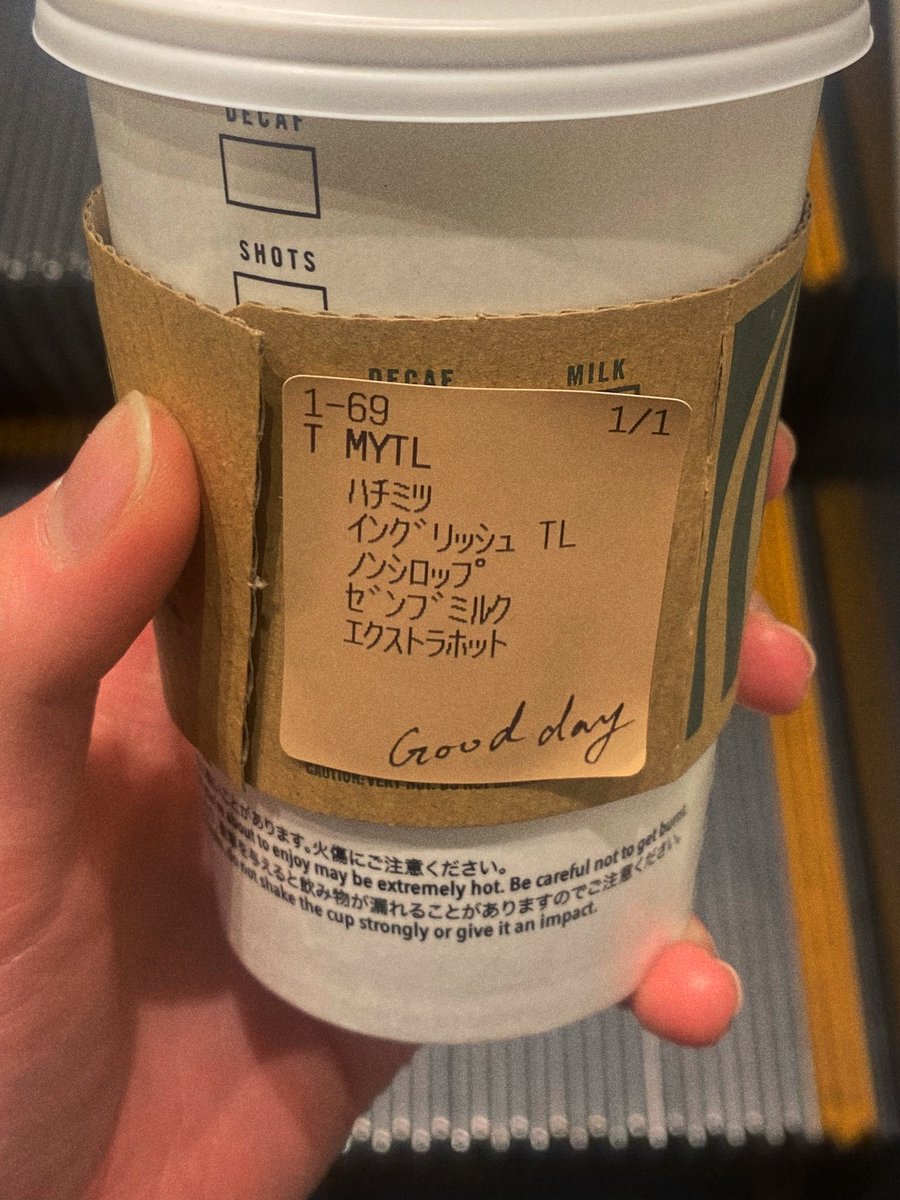 DECAF
SHOTS
DECAF
MILK
1-69
1/1
T MYTL
ハチミツ
イングリッシュ TL
ノンシロップ
ゼンブミルク
エクストラホット
Good day
CAUTION: VERY HOT. DO NOT
ことがあります。火傷にご注意ください。
about to enjoy may be extremely hot. Be careful not to get burns
を与えると飲み物が漏れることがありますのでご注意ください。
not shake the cup strongly or give it an impact.